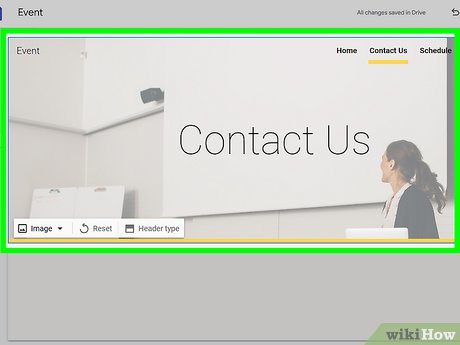 Event
All changes saved in Drive
Event
Home
Contact Us
Schedule
Contact Us
Image
Reset
Header type
wikiHow